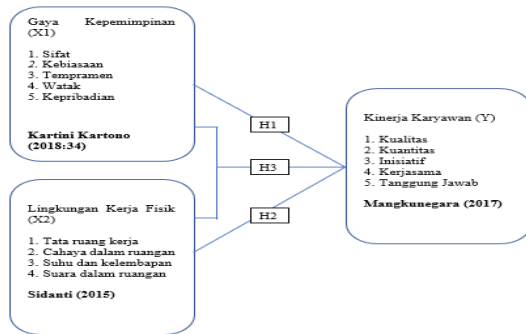 Gaya Kepemimpinan
(X1)
1. Sifat
2. Kebiasaan
3. Tempramen
4. Watak
5. Kepribadian
Kartini Kartono
(2018:34)
H1
H3
H2
Kinerja Karyawan (Y)
1. Kualitas
2. Kuantitas
3. Inisiatif
4. Kerjasama
5. Tanggung Jawab
Mangkunegara (2017)
Lingkungan Kerja Fisik
(X2)
1. Tata ruang kerja
2. Cahaya dalam ruangan
3. Suhu dan kelembapan
4. Suara dalam ruangan
Sidanti (2015)